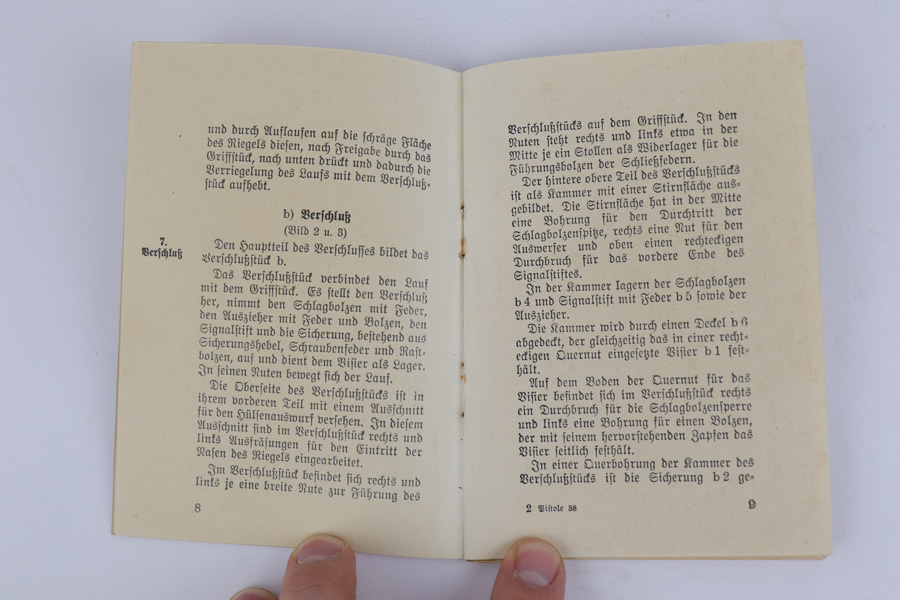 und durch Auflaufen auf die schräge Fläche
des Riegels diesen, nach Freigabe durch das
Griffstück, nach unten drückt und dadurch die
Verriegelung des Laufs mit dem Verschluß-
stück aufhebt.
b) Verschluß
(Bild 2 u. 3)
7.
Verschluß
Den Hauptteil des Verschlusses bildet das
Verschlußstück b.
Das Verschlußstück verbindet den Lauf
mit dem Griffstück. Es stellt den Verschluß
her, nimmt den Schlagbolzen mit Feder,
den Auszieher mit Feder und Bolzen, den
Signalstift und die Sicherung, bestehend aus
Sicherungshebel, Schraubenfeder und Rast-
bolzen, auf und dient dem Visier als Lager.
In seinen Nuten bewegt sich der Lauf.
Die Oberseite des Verschlußstücks ist in
ihrem vorderen Teil mit einem Ausschnitt
für den Hülsenauswurf versehen. In diesem
Ausschnitt sind im Verschlußstück rechts und
links Ausfräsungen für den Eintritt der
Nasen des Riegels eingearbeitet.
Im Verschlußstück befindet sich rechts und
links je eine breite Nute zur Führung des
8
Verschlußstücks auf dem Griffstück. In den
Nuten steht rechts und links etwa in der
Mitte je ein Stollen als Widerlager für die
Führungsbolzen der Schließfedern.
Der hintere obere Teil des Verschlußstücks
ist als Kammer mit einer Stirnfläche aus-
gebildet. Die Stirnfläche hat in der Mitte
eine Bohrung für den Durchtritt der
Schlagbolzenspitze, rechts eine Nut für den
Auswerfer und oben einen rechteckigen
Durchbruch für das vordere Ende des
Signalstiftes.
In der Kammer lagern der Schlagbolzen
b 4 und Signalstift mit Feder b 5 sowie der
Auszieher.
Die Kammer wird durch einen Deckel b 6
abgedeckt, der gleichzeitig das in einer recht-
eckigen Quernut eingesetzte Visier b 1 fest-
hält.
Auf dem Boden der Quernut für das
Visier befindet sich im Verschlußstück rechts
ein Durchbruch für die Schlagbolzensperre
und links eine Bohrung für einen Bolzen,
der mit seinem hervorstehenden Zapfen das
Visier seitlich festhält.
In einer Querbohrung der Kammer des
Verschlußstücks ist die Sicherung b 2 ge-
2 Pistole 38
9